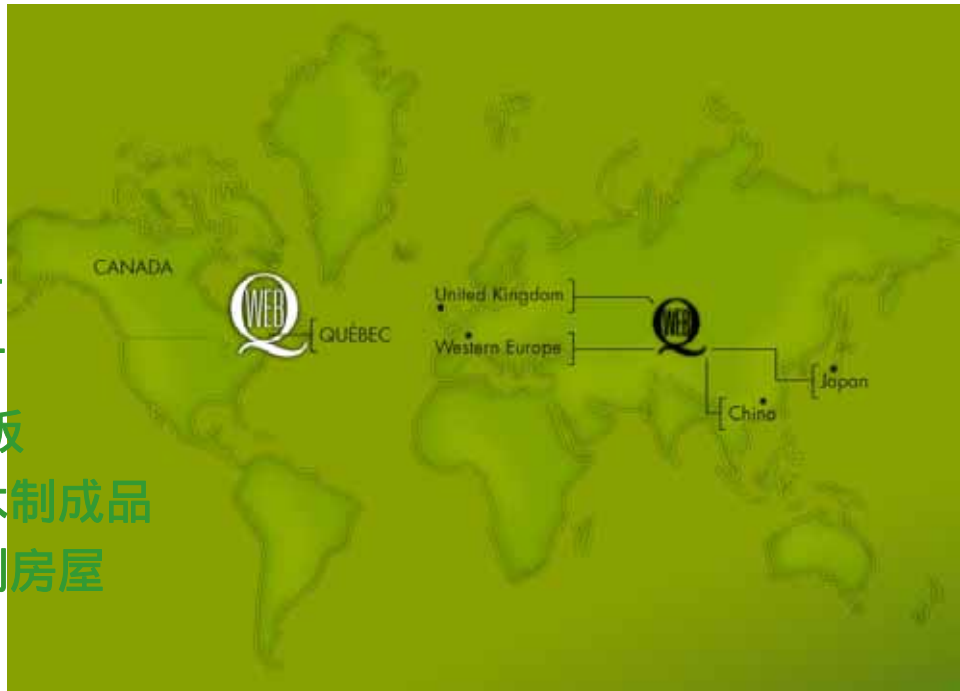 CANADA
WEB
Q
QUÉBEC
United Kingdom
Western Europe
WEB
Q
Japan
China
板
制成品
房屋